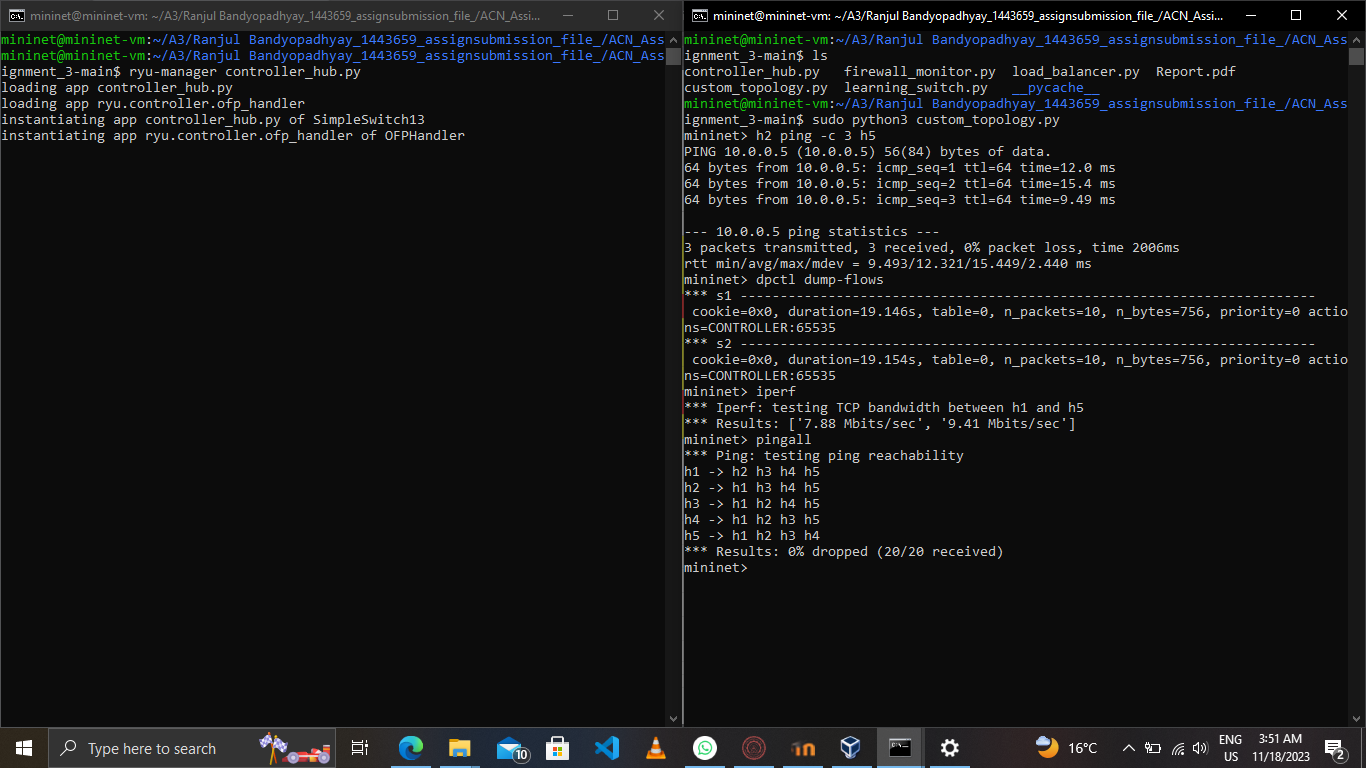 mininet@mininet-vm: ~/A3/Ranjul Bandyopadhyay_1443659_assignsubmission_file_/ACN_Assi...
mininet@mininet-vm:~/A3/Ranjul Bandyopadhyay_1443659_assignsubmission_file_/ACN_Ass
mininet@mininet-vm:~/A3/Ranjul Bandyopadhyay_1443659_assignsubmission_file_/ACN_Ass
ignment_3-main$ ryu-manager controller_hub.py
loading app controller_hub.py
loading app ryu.controller.ofp_handler
instantiating app controller_hub.py of SimpleSwitch13
instantiating app ryu.controller.ofp_handler of OFPHandler
mininet@mininet-vm: ~/A3/Ranjul Bandyopadhyay_1443659_assignsubmission_file_/ACN_Assi...
mininet@mininet-vm:~/A3/Ranjul Bandyopadhyay_1443659_assignsubmission_file_/ACN_Ass
ignment_3-main$ ls
controller_hub.py   firewall_monitor.py  load_balancer.py  Report.pdf
custom_topology.py  learning_switch.py   __pycache__
mininet@mininet-vm:~/A3/Ranjul Bandyopadhyay_1443659_assignsubmission_file_/ACN_Ass
ignment_3-main$ sudo python3 custom_topology.py
mininet> h2 ping -c 3 h5
PING 10.0.0.5 (10.0.0.5) 56(84) bytes of data.
64 bytes from 10.0.0.5: icmp_seq=1 ttl=64 time=12.0 ms
64 bytes from 10.0.0.5: icmp_seq=2 ttl=64 time=15.4 ms
64 bytes from 10.0.0.5: icmp_seq=3 ttl=64 time=9.49 ms
--- 10.0.0.5 ping statistics ---
3 packets transmitted, 3 received, 0% packet loss, time 2006ms
rtt min/avg/max/mdev = 9.493/12.321/15.449/2.440 ms
mininet> dpctl dump-flows
*** s1 ------------------------------------------------------------------------
 cookie=0x0, duration=19.146s, table=0, n_packets=10, n_bytes=756, priority=0 actio
ns=CONTROLLER:65535
*** s2 ------------------------------------------------------------------------
 cookie=0x0, duration=19.154s, table=0, n_packets=10, n_bytes=756, priority=0 actio
ns=CONTROLLER:65535
mininet> iperf
*** Iperf: testing TCP bandwidth between h1 and h5
*** Results: ['7.88 Mbits/sec', '9.41 Mbits/sec']
mininet> pingall
*** Ping: testing ping reachability
h1 -> h2 h3 h4 h5
h2 -> h1 h3 h4 h5
h3 -> h1 h2 h4 h5
h4 -> h1 h2 h3 h5
h5 -> h1 h2 h3 h4
*** Results: 0% dropped (20/20 received)
mininet>
Type here to search
10
16°C
ENG
US
3:51 AM
11/18/2023
2